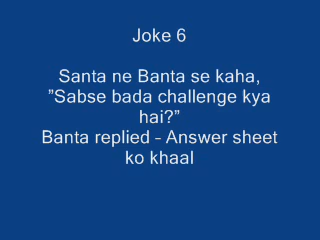 Joke 6
Santa ne Banta se kaha,
”Sabse bada challenge kya
hai?”
Banta replied – Answer sheet
ko khaal